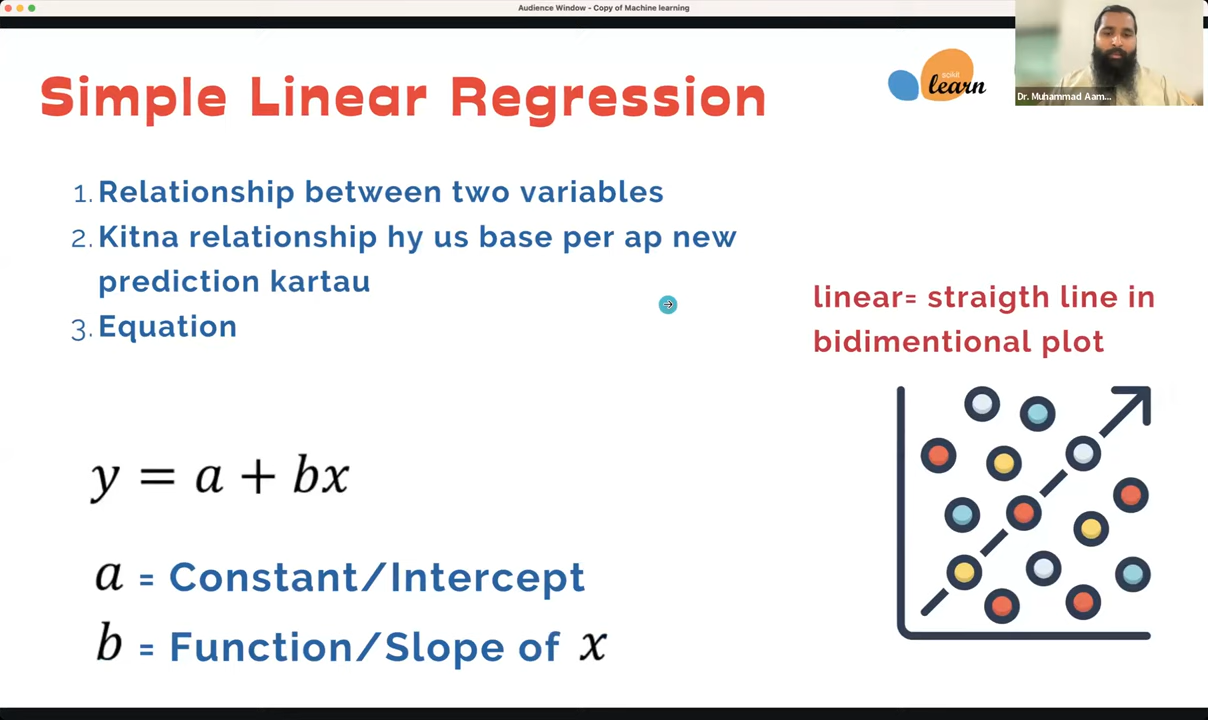 Audience Window - Copy of Machine learning
Simple Linear Regression
scikit
learn
Dr. Muhammad Aam...
1. Relationship between two variables
2. Kitna relationship hy us base per ap new
prediction kartau
3. Equation
linear= straigth line in
bidimentional plot
y = a + bx
a = Constant/Intercept
b = Function/Slope of x